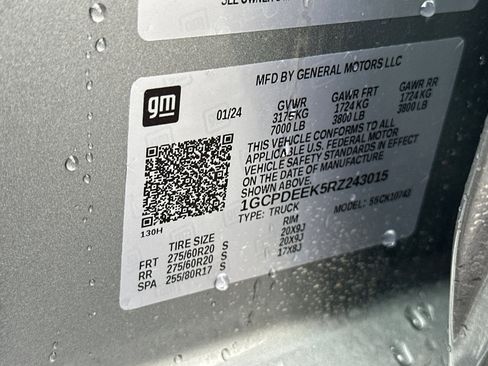 MFD BY GENERAL MOTORS LLC
gm
01/24
GVWR GAWR FRT GAWR RR
3175KG 1724 KG 1724 KG
7000 LB 3800 LB 3800 LB
THIS VEHICLE CONFORMS TO ALL
APPLICABLE U.S. FEDERAL MOTOR
VEHICLE SAFETY STANDARDS IN EFFECT
ON THE DATE OF MANUFACTURE
SHOWN ABOVE.
1GCPDEEK5RZ243015
TYPE: TRUCK MODEL: 55CK10743
130H
TIRE SIZE RIM
FRT 275/60R20 S 20X9J
RR 275/60R20 S 20X9J
SPA 255/80R17 S 17X8J